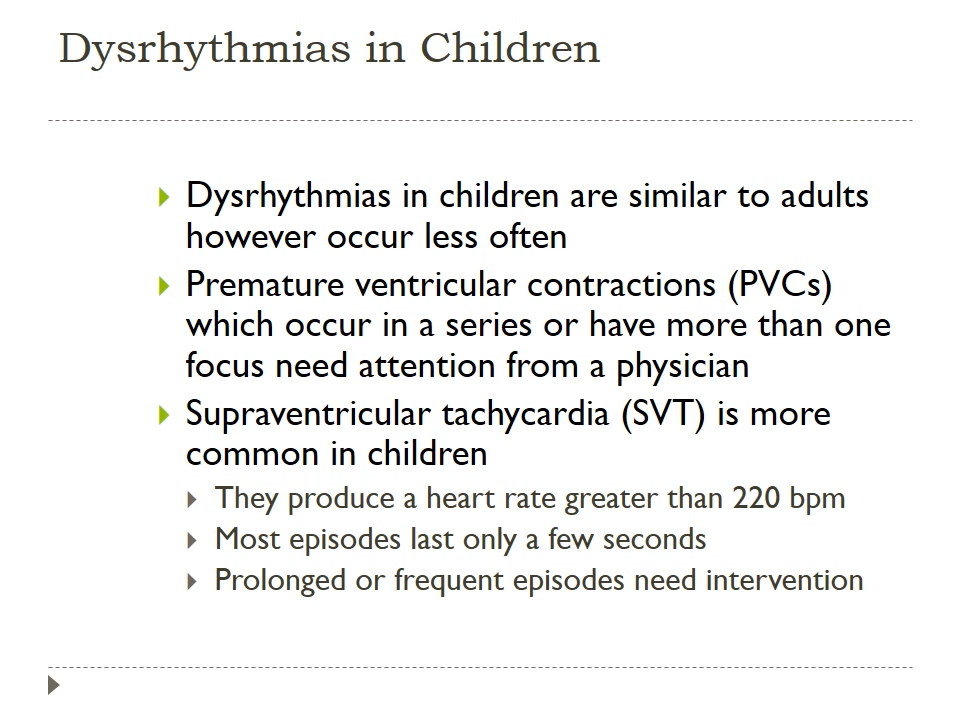 Dysrhythmias in Children
Dysrhythmias in children are similar to adults
however occur less often
Premature ventricular contractions (PVCs)
which occur in a series or have more than one
focus need attention from a physician
Supraventricular tachycardia (SVT) is more
common in children
They produce a heart rate greater than 220 bpm
Most episodes last only a few seconds
Prolonged or frequent episodes need intervention